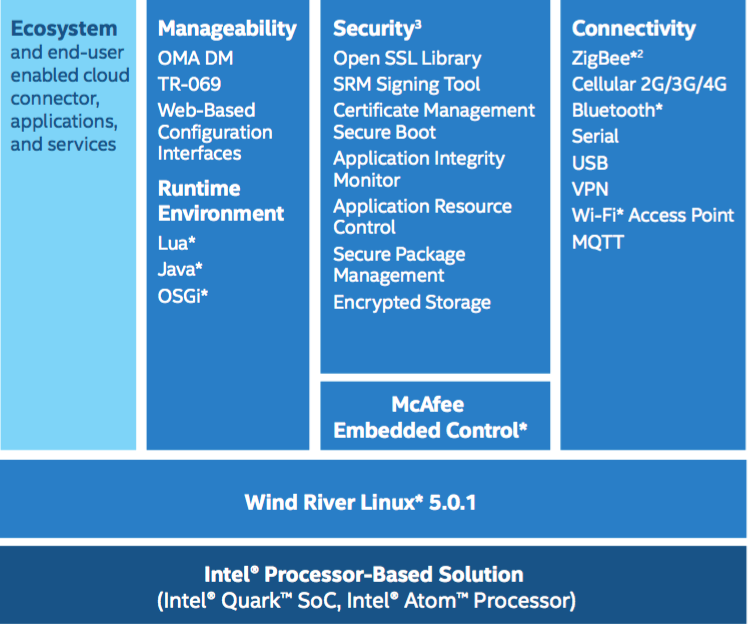 Ecosystem
and end-user
enabled cloud
connector,
applications,
and services
Manageability
OMA DM
TR-069
Web-Based
Configuration
Interfaces
Runtime
Environment
Lua*
Java*
OSGi*
Security³
Open SSL Library
SRM Signing Tool
Certificate Management
Secure Boot
Application Integrity
Monitor
Application Resource
Control
Secure Package
Management
Encrypted Storage
McAfee
Embedded Control*
Connectivity
ZigBee*²
Cellular 2G/3G/4G
Bluetooth*
Serial
USB
VPN
Wi-Fi* Access Point
MQTT
Wind River Linux* 5.0.1
Intel® Processor-Based Solution
(Intel® Quark™ SoC, Intel® Atom™ Processor)